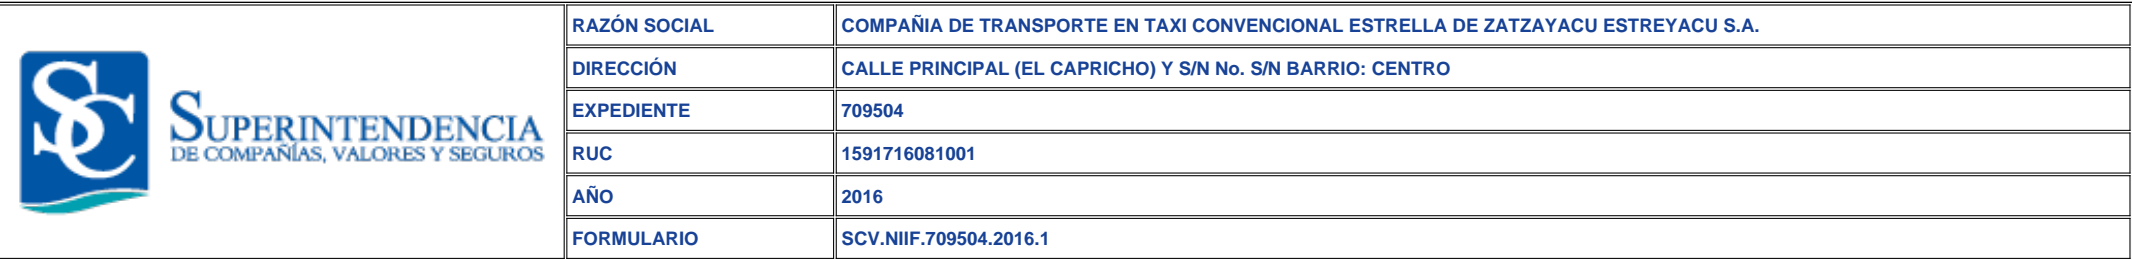 SC
SUPERINTENDENCIA
DE COMPAÑÍAS, VALORES Y SEGUROS
RAZÓN SOCIAL COMPAÑIA DE TRANSPORTE EN TAXI CONVENCIONAL ESTRELLA DE ZATZAYACU ESTREYACU S.A.
DIRECCIÓN CALLE PRINCIPAL (EL CAPRICHO) Y S/N No. S/N BARRIO: CENTRO
EXPEDIENTE 709504
RUC 1591716081001
AÑO 2016
FORMULARIO SCV.NIIF.709504.2016.1